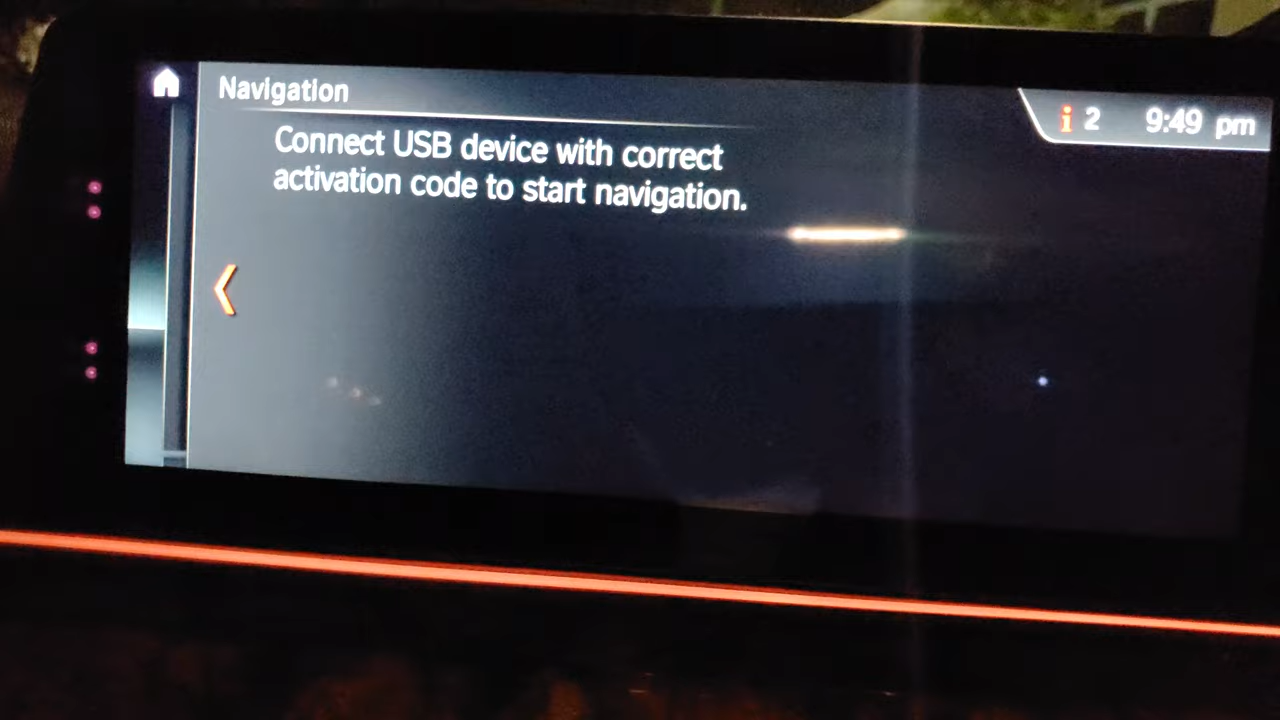 Navigation
i 2 9:49 pm
Connect USB device with correct
activation code to start navigation.